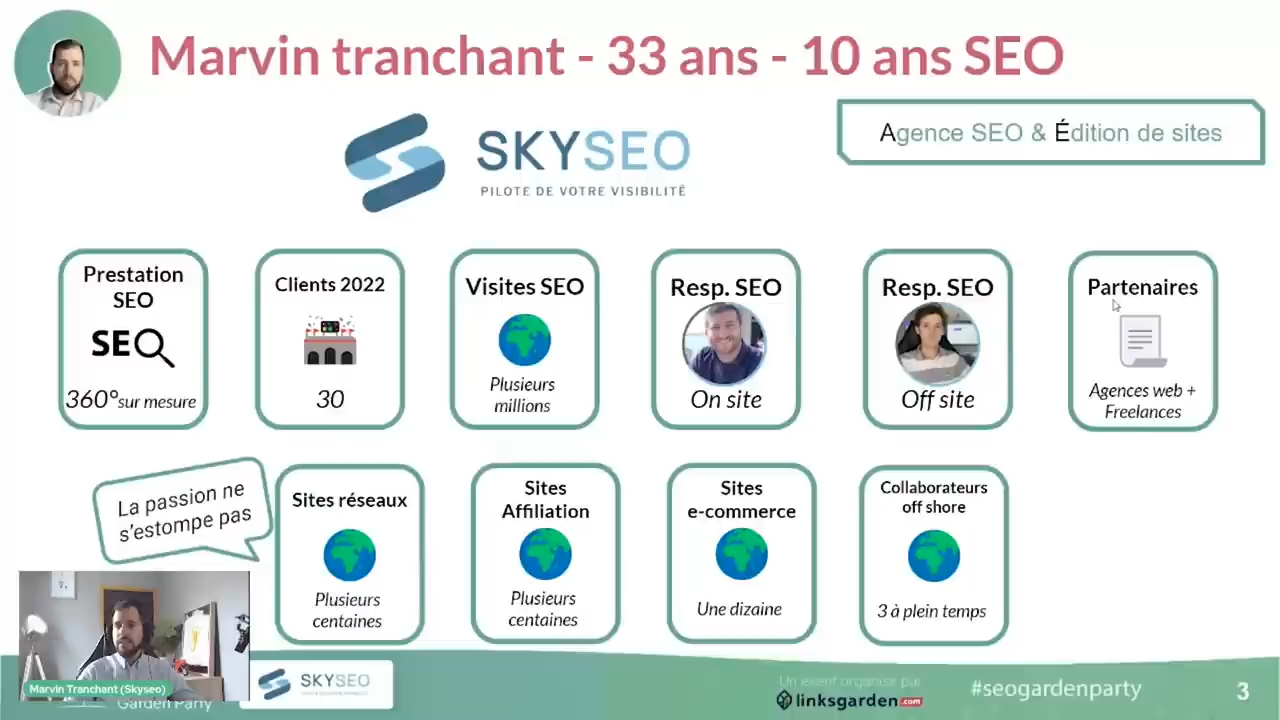 Marvin tranchant - 33 ans - 10 ans SEO
SKYSEO
PILOTE DE VOTRE VISIBILITÉ
Agence SEO & Édition de sites
Prestation
SEO
SE
360°sur mesure
Clients 2022
30
Visites SEO
Plusieurs
millions
Resp. SEO
On site
Resp. SEO
Off site
Partenaires
Agences web +
Freelances
La passion ne
s'estompe pas
Sites réseaux
Plusieurs
centaines
Sites
Affiliation
Plusieurs
centaines
Sites
e-commerce
Une dizaine
Collaborateurs
off shore
3 à plein temps
Marvin Tranchant (Skyseo)
Garden Party
SKYSEO
Un event organisé par
linksgarden.com
#seogardenparty
3